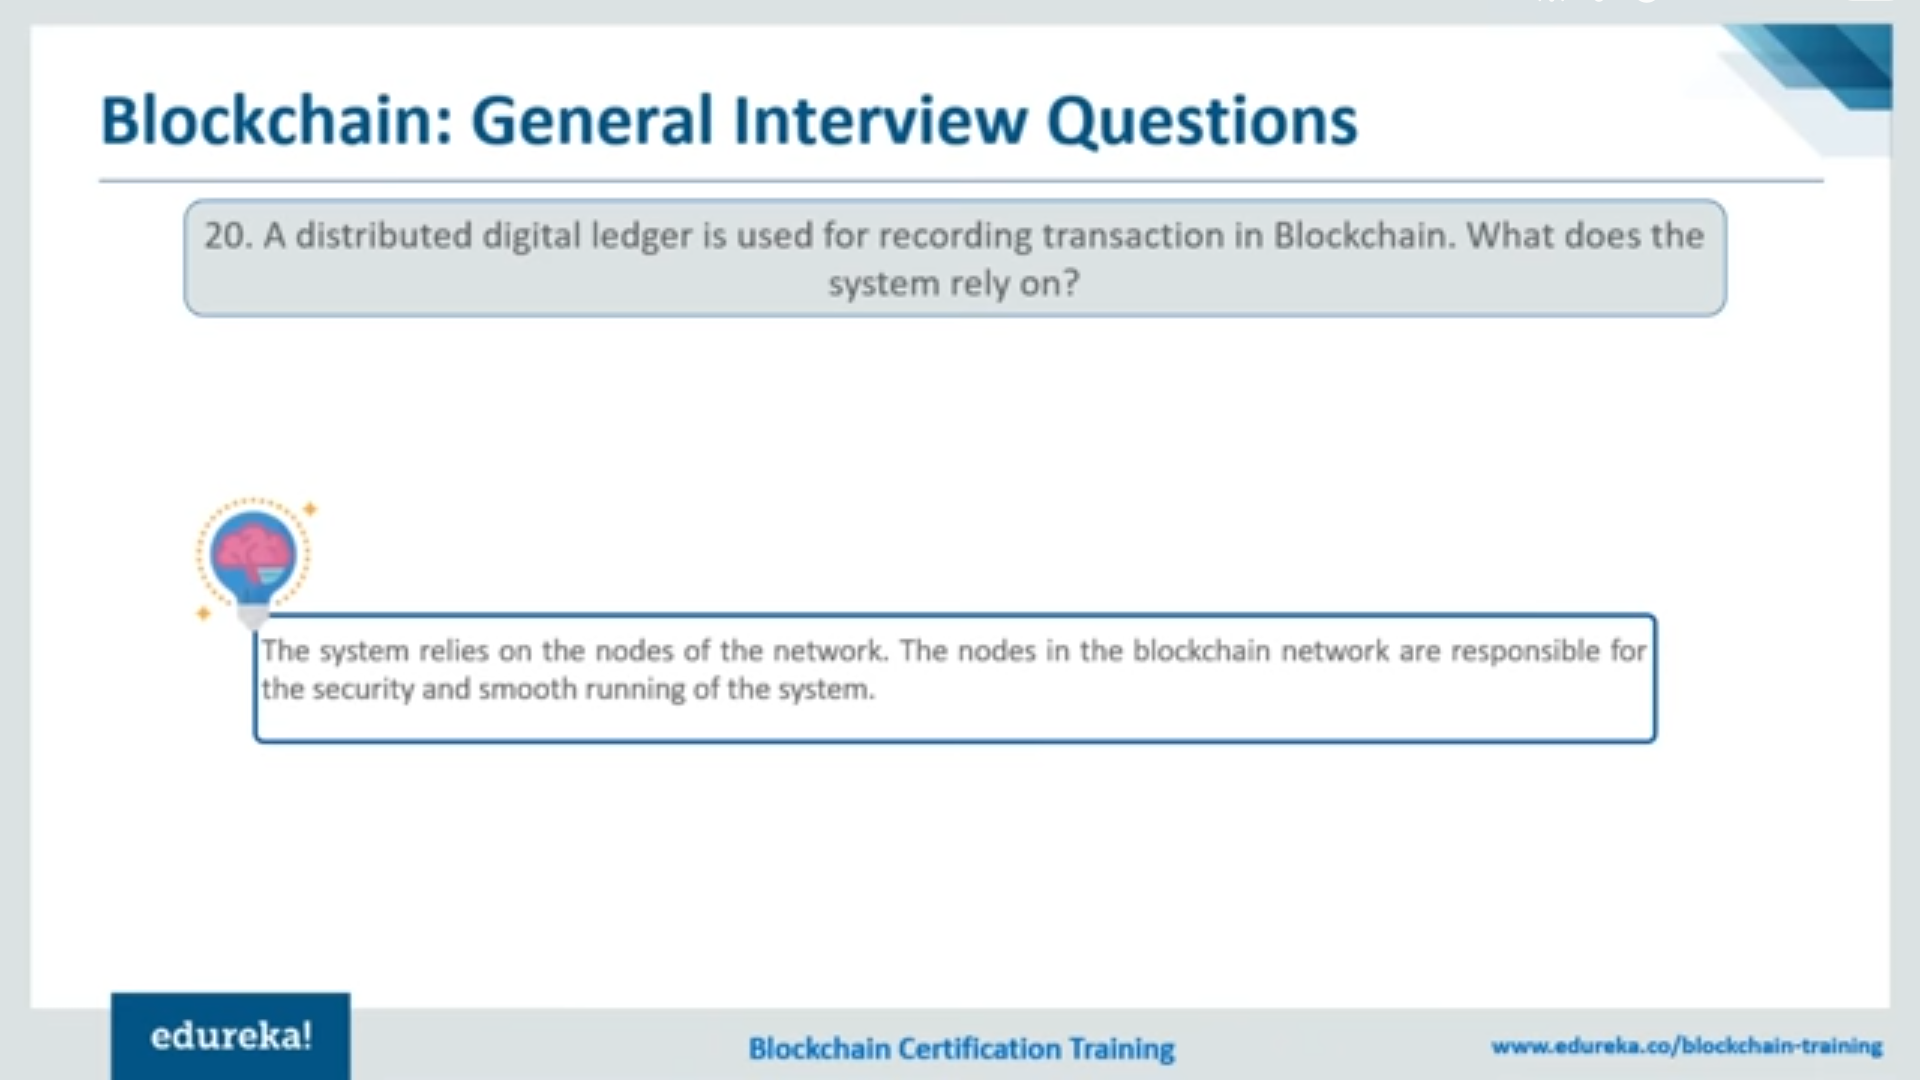 Blockchain: General Interview Questions
20. A distributed digital ledger is used for recording transaction in Blockchain. What does the
system rely on?
The system relies on the nodes of the network. The nodes in the blockchain network are responsible for
the security and smooth running of the system.
edureka!
Blockchain Certification Training
www.edureka.co/blockchain-training